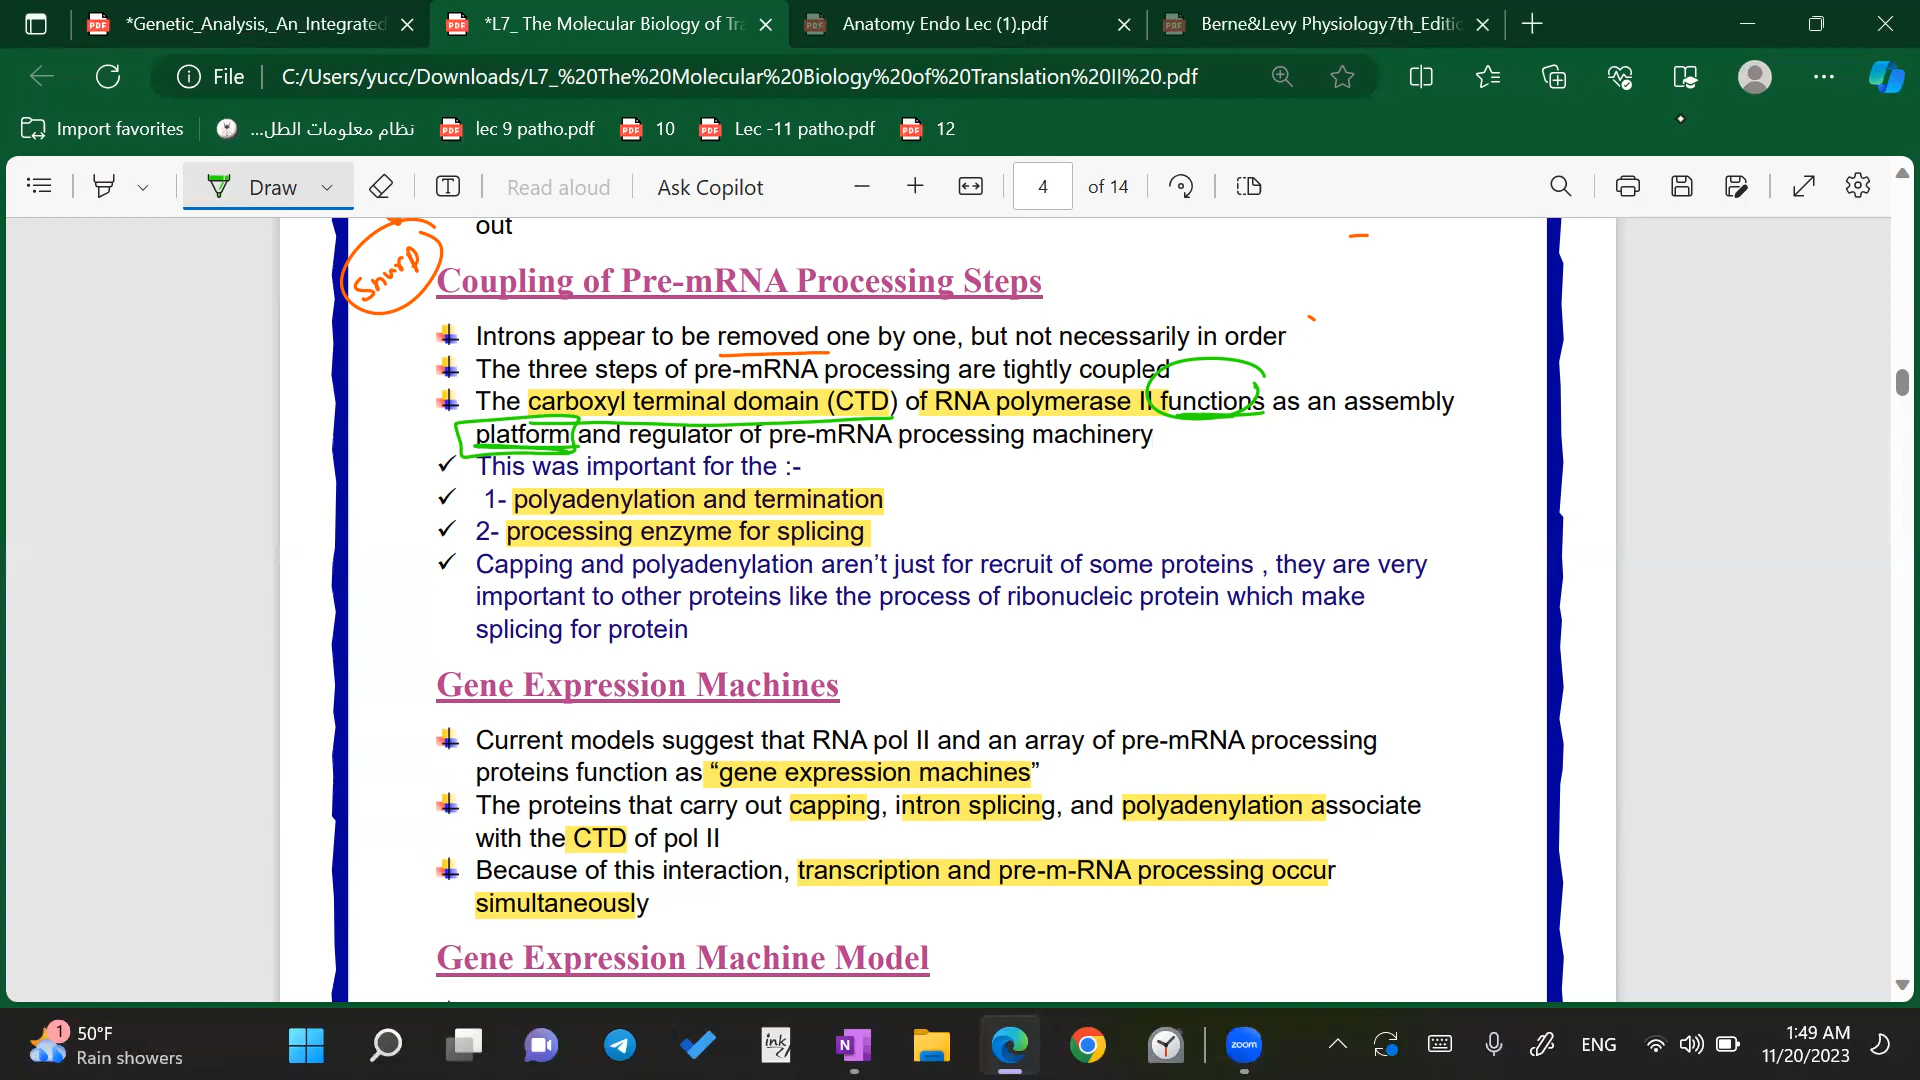 *Genetic_Analysis,_An_Integrated
*L7_ The Molecular Biology of Tra
Anatomy Endo Lec (1).pdf
Berne&Levy Physiology7th_Editic
File
C:/Users/yucc/Downloads/L7_%20The%20Molecular%20Biology%20of%20Translation%20II%20.pdf
Import favorites
نظام معلومات الطل...
lec 9 patho.pdf
10
Lec -11 patho.pdf
12
Draw
Read aloud
Ask Copilot
4
of 14
out
Snurp
Coupling of Pre-mRNA Processing Steps
Introns appear to be removed one by one, but not necessarily in order
The three steps of pre-mRNA processing are tightly coupled
The carboxyl terminal domain (CTD) of RNA polymerase II functions as an assembly
platform and regulator of pre-mRNA processing machinery
This was important for the :-
1- polyadenylation and termination
2- processing enzyme for splicing
Capping and polyadenylation aren’t just for recruit of some proteins , they are very
important to other proteins like the process of ribonucleic protein which make
splicing for protein
Gene Expression Machines
Current models suggest that RNA pol II and an array of pre-mRNA processing
proteins function as “gene expression machines”
The proteins that carry out capping, intron splicing, and polyadenylation associate
with the CTD of pol II
Because of this interaction, transcription and pre-m-RNA processing occur
simultaneously
Gene Expression Machine Model
1
50°F
Rain showers
ink
N
zoom
ENG
1:49 AM
11/20/2023